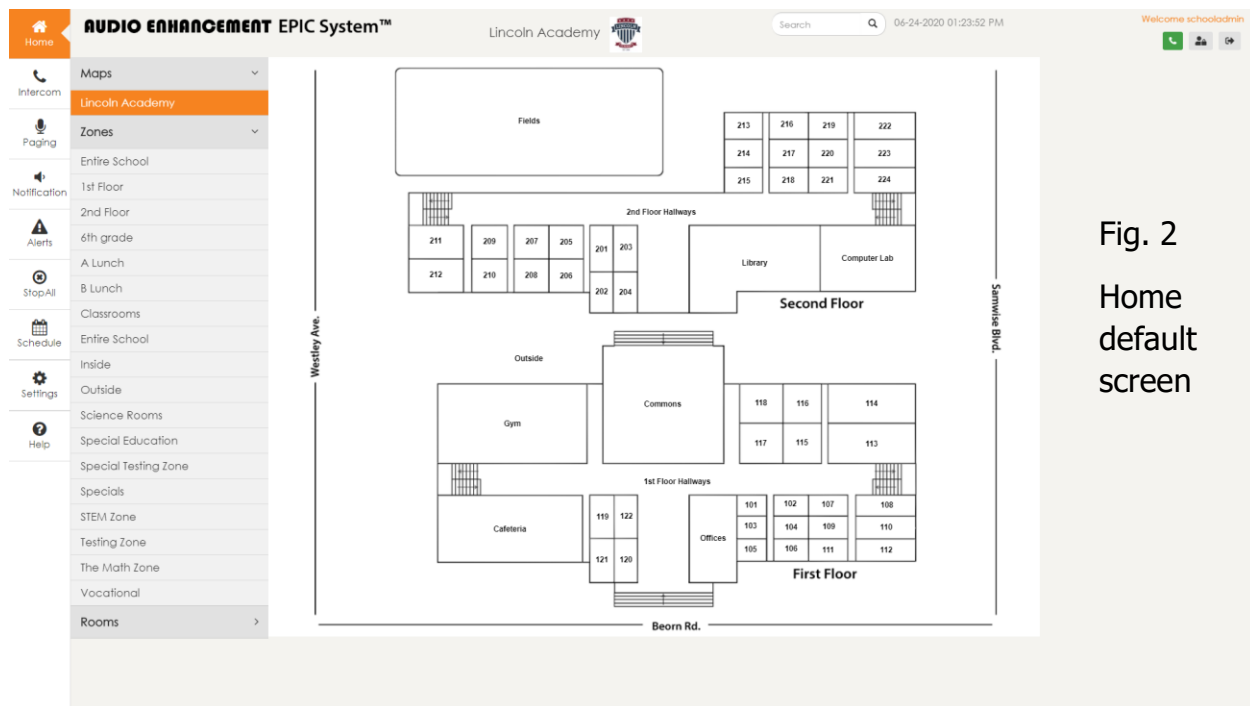 AUDIO ENHANCEMENT EPIC System™
Lincoln Academy
Search
06-24-2020 01:23:52 PM
Welcome schooladmin
Home
Intercom
Paging
Notification
Alerts
StopAll
Schedule
Settings
Help
Maps
Lincoln Academy
Zones
Entire School
1st Floor
2nd Floor
6th grade
A Lunch
B Lunch
Classrooms
Entire School
Inside
Outside
Science Rooms
Special Education
Special Testing Zone
Specials
STEM Zone
Testing Zone
The Math Zone
Vocational
Rooms
Fields
213 216 219 222
214 217 220 223
215 218 221 224
2nd Floor Hallways
211 209 207 205 201 203
212 210 208 206 202 204
Library
Computer Lab
Second Floor
Westley Ave.
Samwise Blvd.
Outside
Gym
Commons
118 116 114
117 115 113
1st Floor Hallways
Cafeteria
119 122
121 120
Offices
101 102 107 108
103 104 109 110
105 106 111 112
First Floor
Beorn Rd.
Fig. 2
Home
default
screen